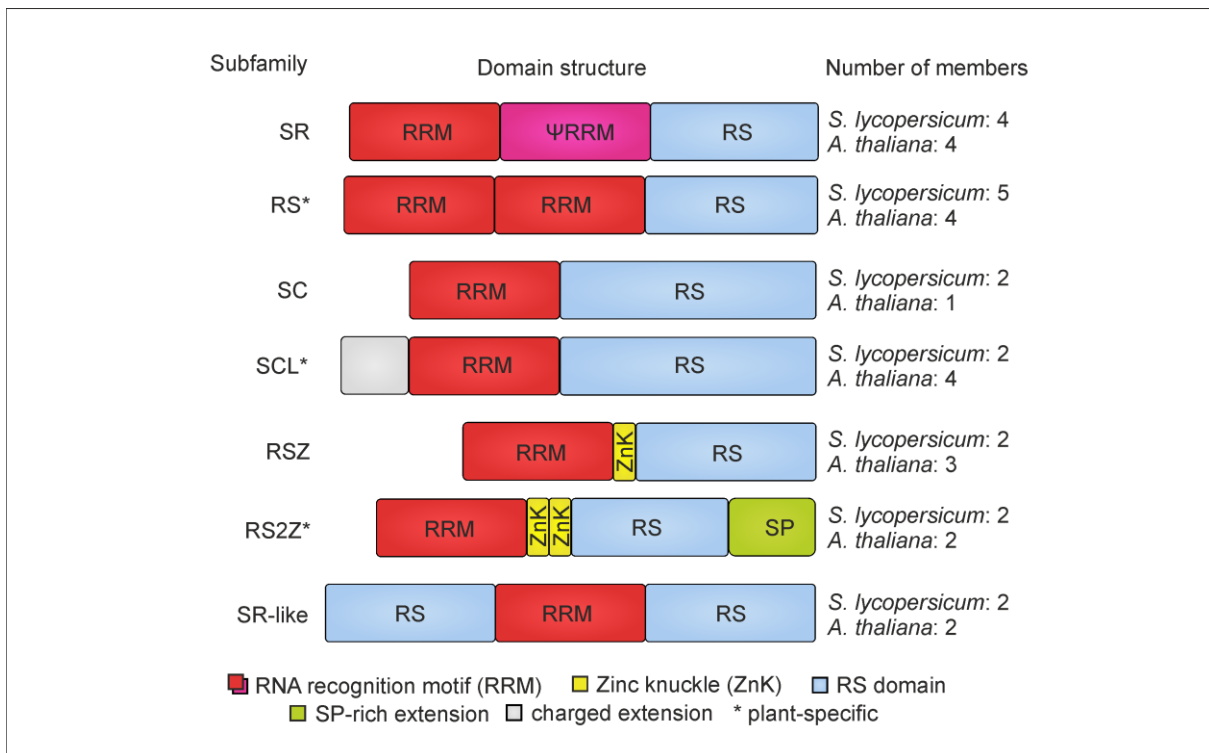 Subfamily Domain structure Number of members
SR RRM ΨRRM RS S. lycopersicum: 4
A. thaliana: 4
RS* RRM RRM RS S. lycopersicum: 5
A. thaliana: 4
SC RRM RS S. lycopersicum: 2
A. thaliana: 1
SCL* RRM RS S. lycopersicum: 2
A. thaliana: 4
RSZ RRM ZnK RS S. lycopersicum: 2
A. thaliana: 3
RS2Z* RRM ZnK ZnK RS SP S. lycopersicum: 2
A. thaliana: 2
SR-like RS RRM RS S. lycopersicum: 2
A. thaliana: 2
RNA recognition motif (RRM) Zinc knuckle (ZnK) RS domain
SP-rich extension charged extension * plant-specific